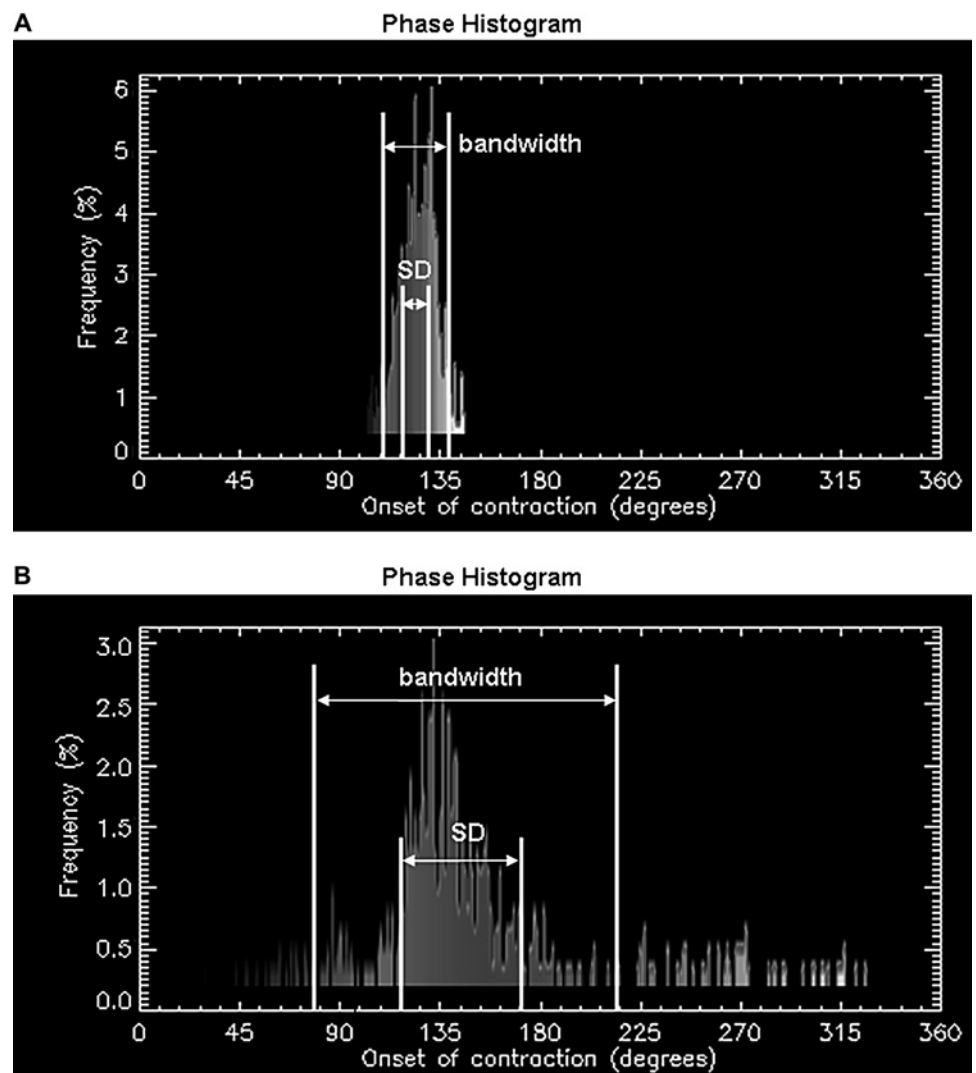 A
Phase Histogram
6
5
4
3
2
1
0
Frequency (%)
bandwidth
SD
0 45 90 135 180 225 270 315 360
Onset of contraction (degrees)
B
Phase Histogram
3.0
2.5
2.0
1.5
1.0
0.5
0.0
Frequency (%)
bandwidth
SD
0 45 90 135 180 225 270 315 360
Onset of contraction (degrees)